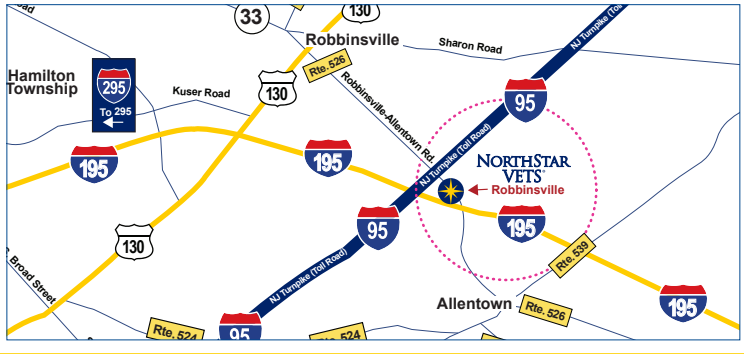 oad
33
130
Robbinsville
Sharon Road
NJ Turnpike (Toll
Rte. 526
Hamilton
Township
295
To 295
Kuser Road
130
Robbinsville-Allentown Rd.
95
NJ Turnpike (Toll Road)
195
195
NORTHSTAR
VETS
Robbinsville
95
195
130
Rte. 539
S. Broad Street
NJ Turnpike (Toll Road)
Allentown
Rte. 526
195
Rte. 524
95
524